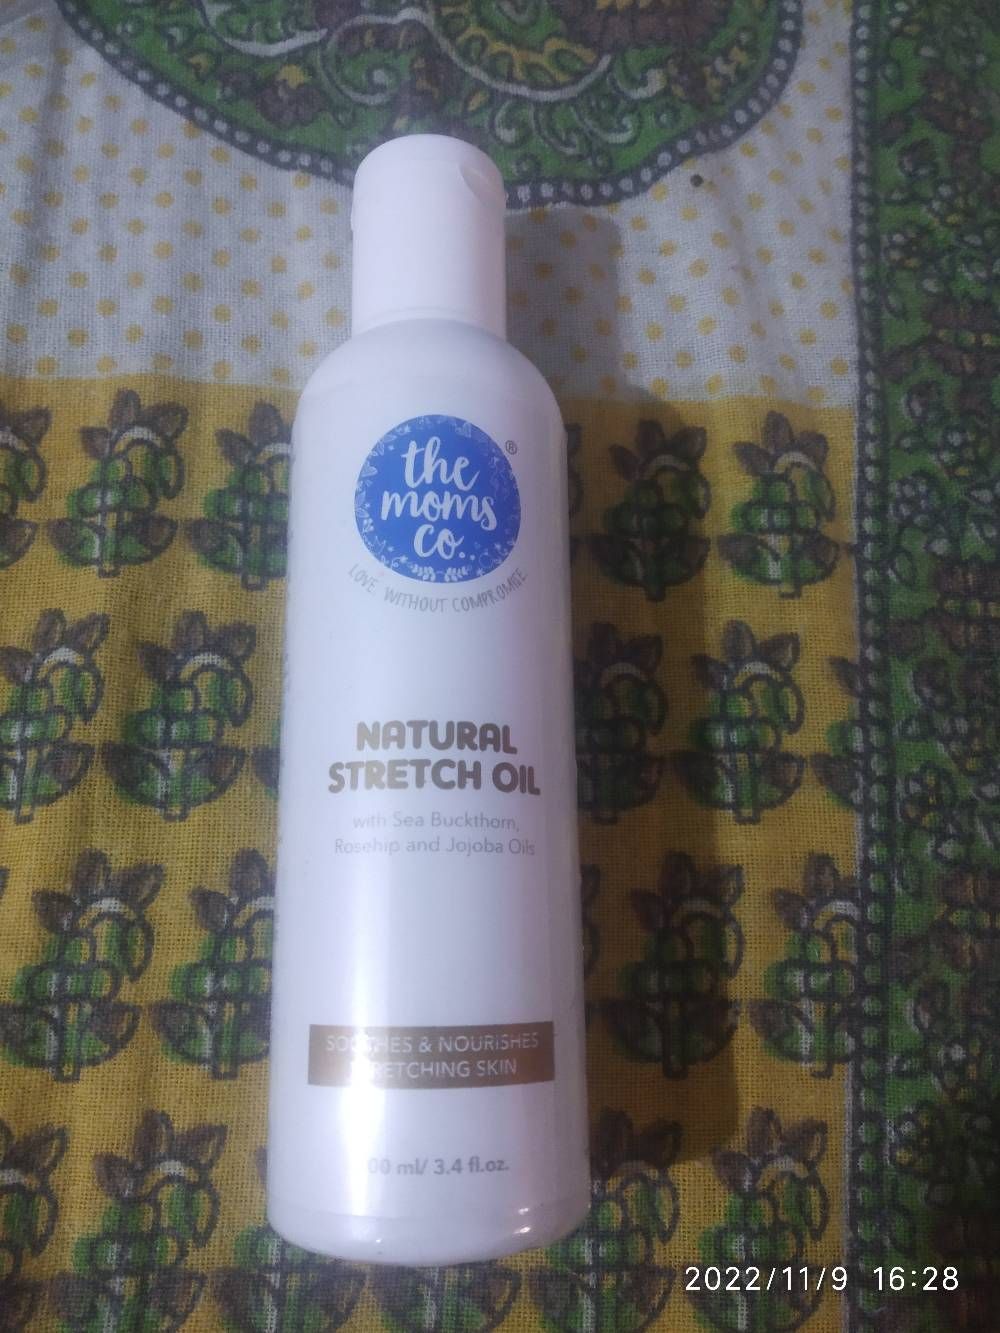 the
moms
co.
®
LOVE WITHOUT COMPROMISE
NATURAL
STRETCH OIL
with Sea Buckthorn,
Rosehip and Jojoba Oils
SOOTHES & NOURISHES
STRETCHING SKIN
00 ml/ 3.4 fl.oz.
2022/11/9 16:28